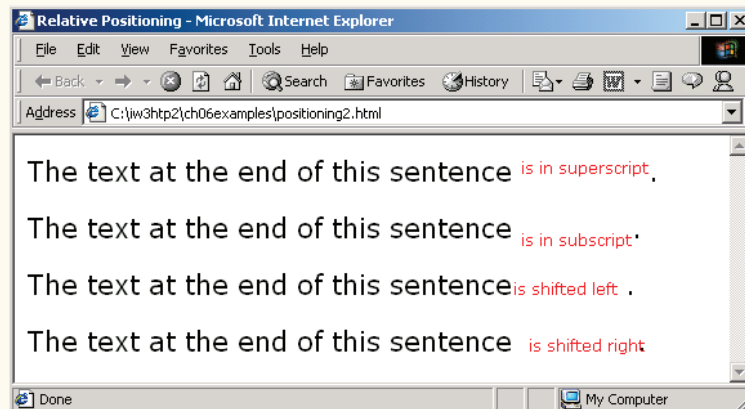 Relative Positioning - Microsoft Internet Explorer
File Edit View Favorites Tools Help
Back Search Favorites History
Address C:\iw3htp2\ch06examples\positioning2.html
The text at the end of this sentence is in superscript.
The text at the end of this sentence is in subscript.
The text at the end of this sentence is shifted left .
The text at the end of this sentence is shifted right.
Done My Computer